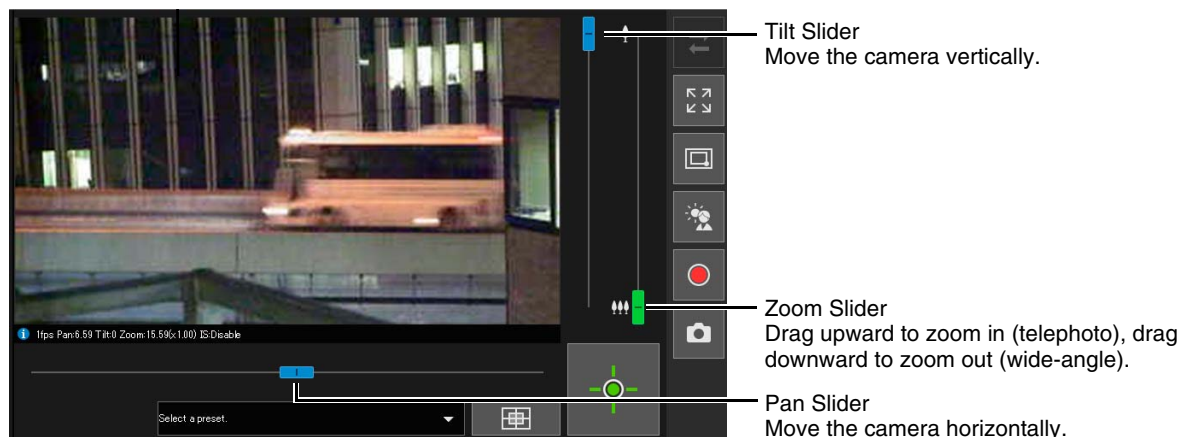 Tilt Slider
Move the camera vertically.
1fps Pan:6.59 Tilt:0 Zoom:15.59(x1.00) IS:Disable
Zoom Slider
Drag upward to zoom in (telephoto), drag
downward to zoom out (wide-angle).
Select a preset.
Pan Slider
Move the camera horizontally.